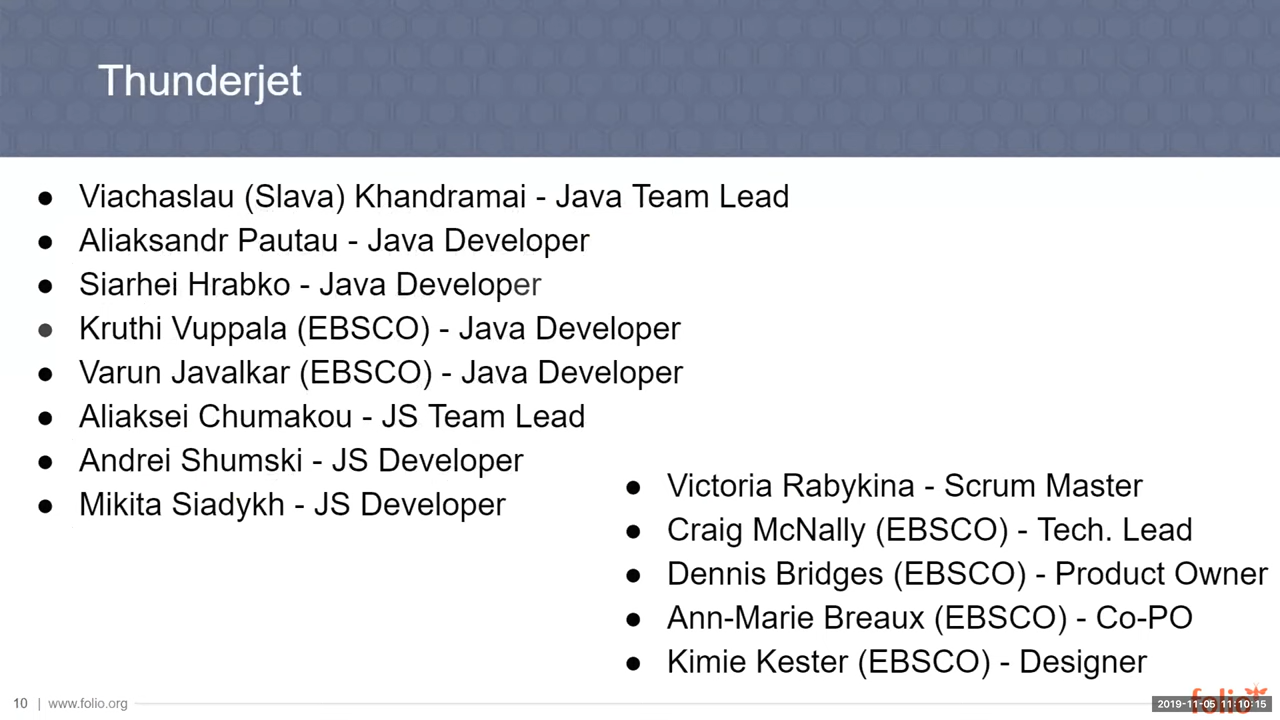 Thunderjet
● Viachaslau (Slava) Khandramai - Java Team Lead
● Aliaksandr Pautau - Java Developer
● Siarhei Hrabko - Java Developer
● Kruthi Vuppala (EBSCO) - Java Developer
● Varun Javalkar (EBSCO) - Java Developer
● Aliaksei Chumakou - JS Team Lead
● Andrei Shumski - JS Developer
● Mikita Siadykh - JS Developer
● Victoria Rabykina - Scrum Master
● Craig McNally (EBSCO) - Tech. Lead
● Dennis Bridges (EBSCO) - Product Owner
● Ann-Marie Breaux (EBSCO) - Co-PO
● Kimie Kester (EBSCO) - Designer
10 | www.folio.org
folio
2019-11-05 11:10:15